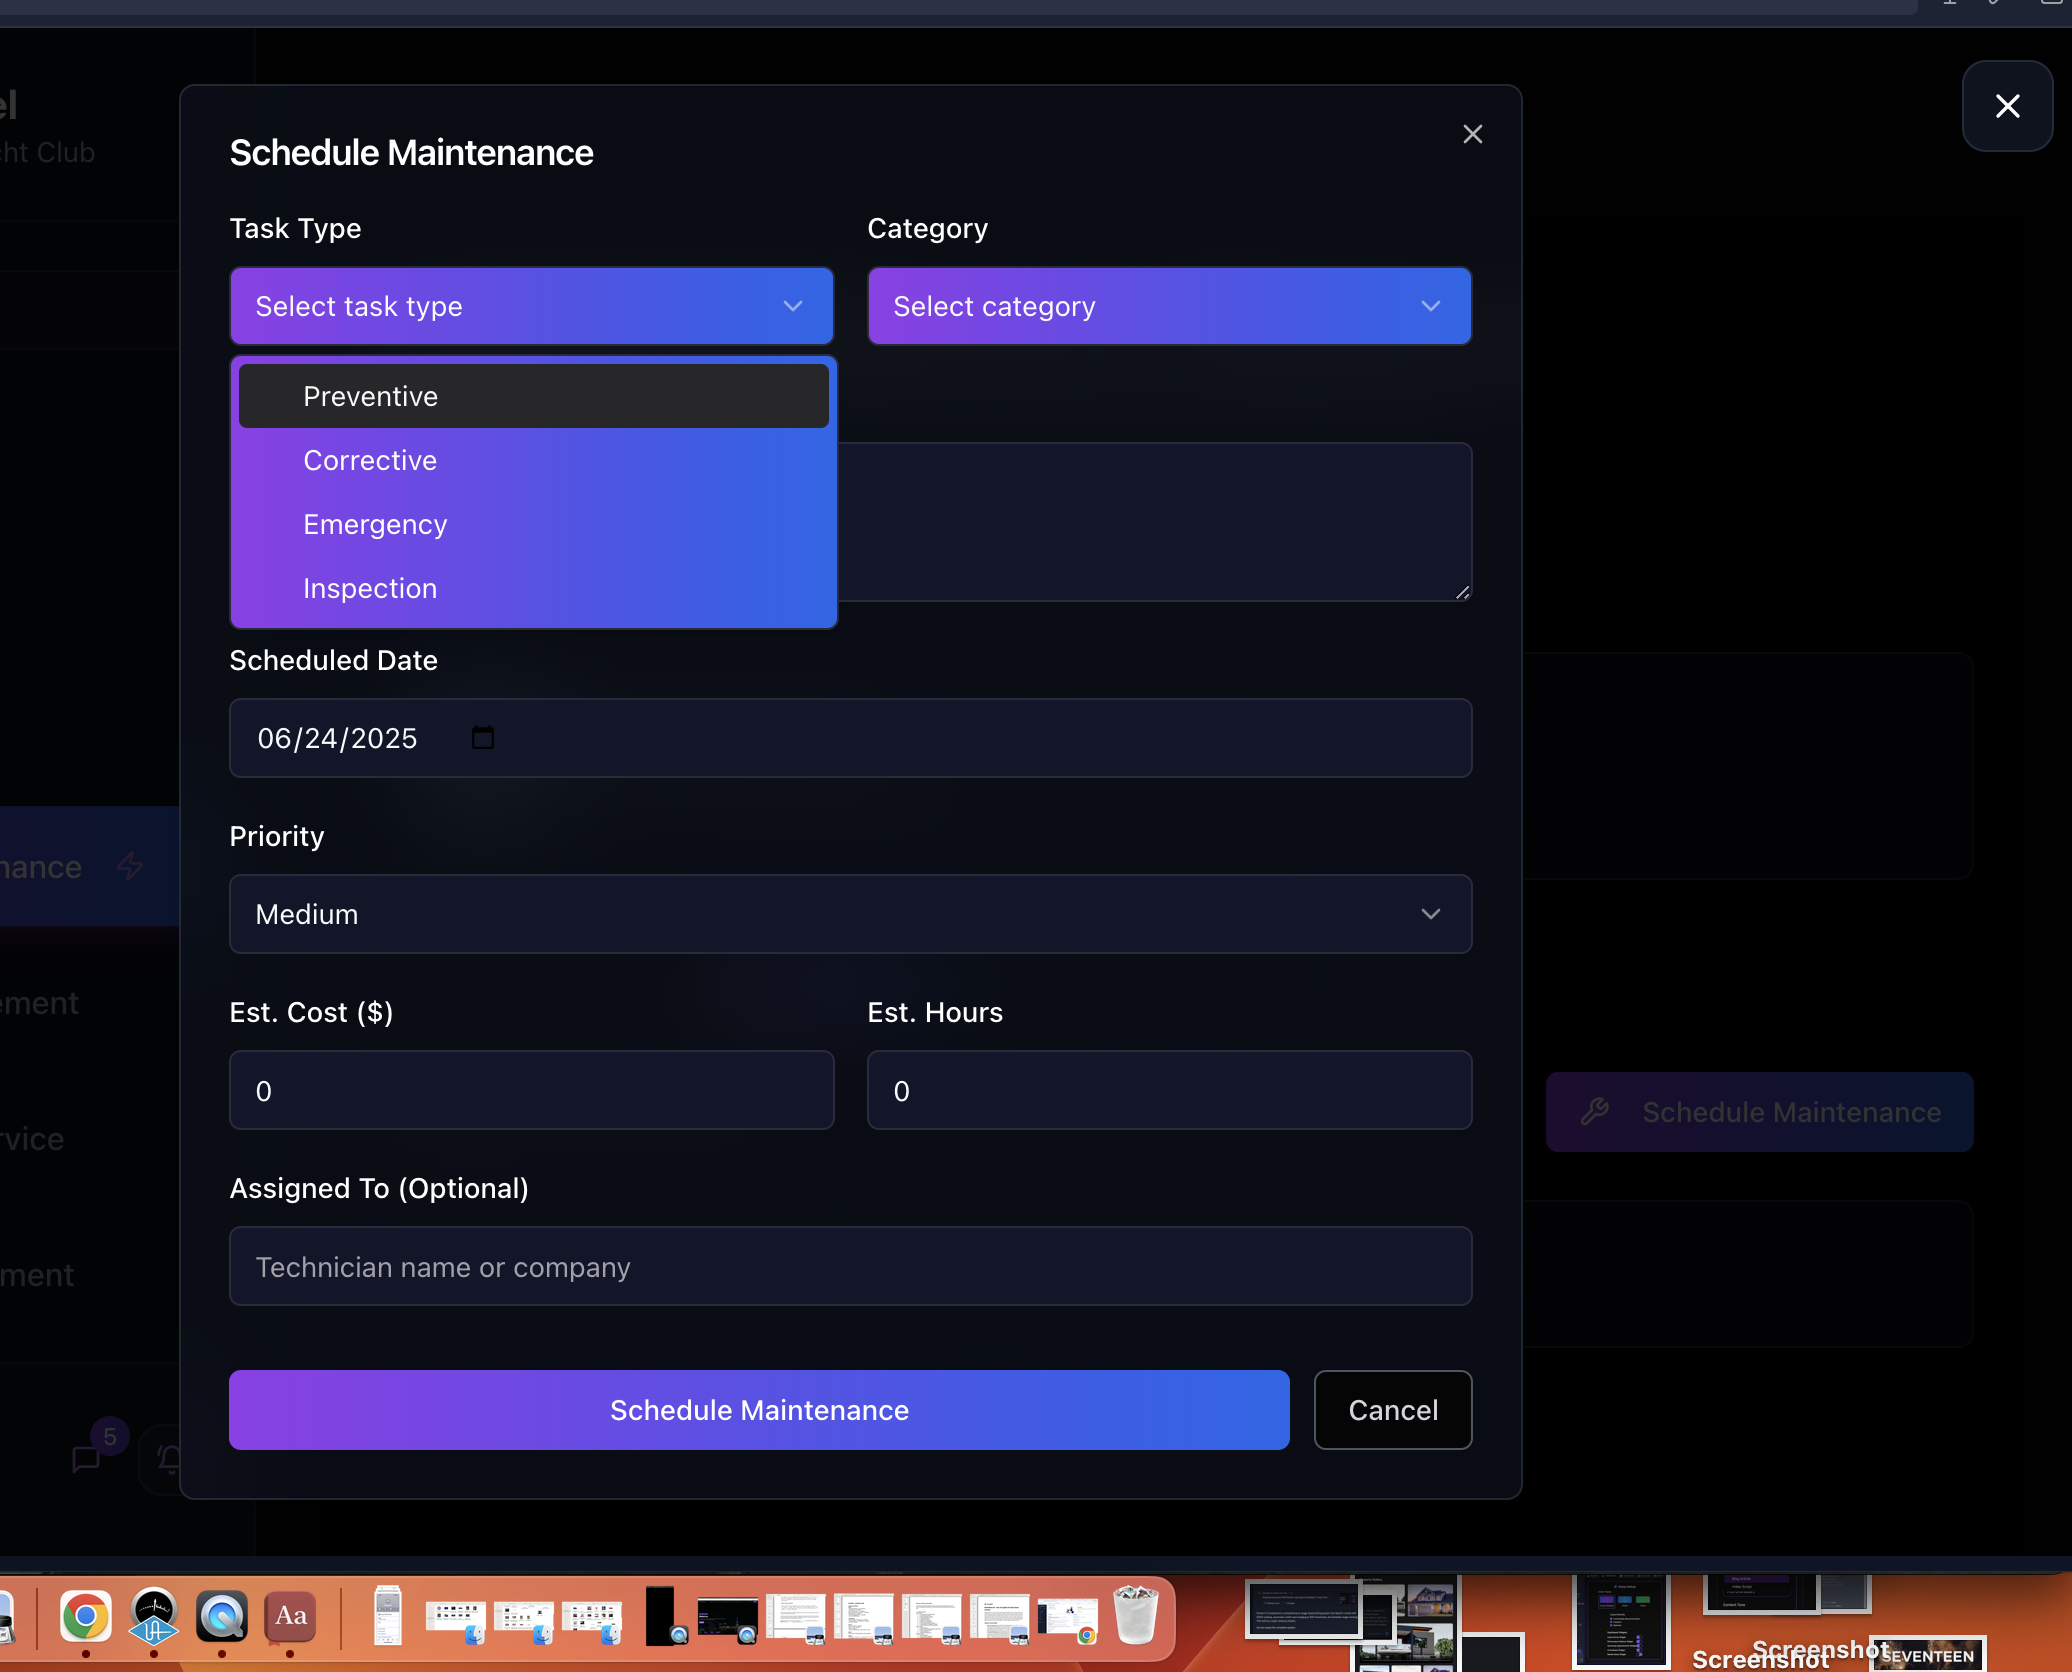 el
cht Club
Schedule Maintenance
Task Type
Category
Select task type
Select category
Preventive
Corrective
Emergency
Inspection
Scheduled Date
06/24/2025
nance
Priority
Medium
ement
Est. Cost ($)
Est. Hours
0
0
rvice
Schedule Maintenance
Assigned To (Optional)
Technician name or company
ment
Schedule Maintenance
Cancel
5
Aa
Screenshot
Screenshot
SEVENTEEN